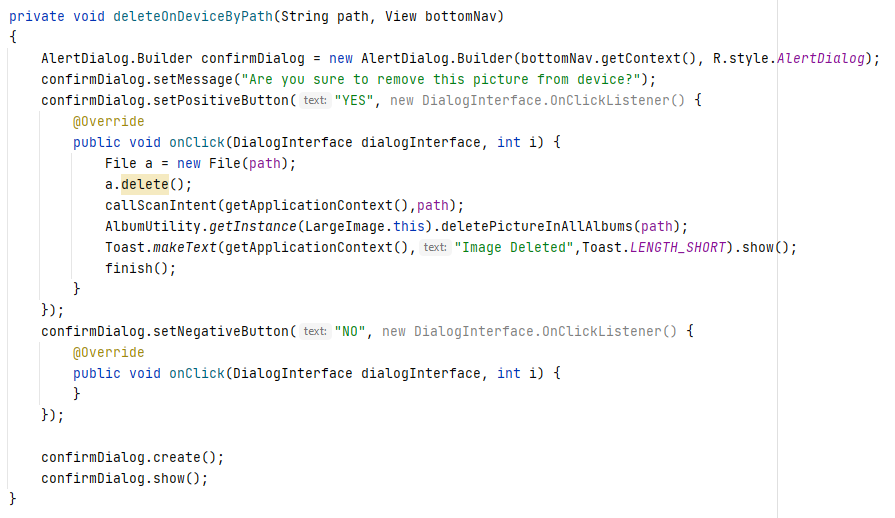 private void deleteOnDeviceByPath(String path, View bottomNav)
{
    AlertDialog.Builder confirmDialog = new AlertDialog.Builder(bottomNav.getContext(), R.style.AlertDialog);
    confirmDialog.setMessage("Are you sure to remove this picture from device?");
    confirmDialog.setPositiveButton( text: "YES", new DialogInterface.OnClickListener() {
        @Override
        public void onClick(DialogInterface dialogInterface, int i) {
            File a = new File(path);
            a.delete();
            callScanIntent(getApplicationContext(),path);
            AlbumUtility.getInstance(LargeImage.this).deletePictureInAllAlbums(path);
            Toast.makeText(getApplicationContext(), text: "Image Deleted",Toast.LENGTH_SHORT).show();
            finish();
        }
    });
    confirmDialog.setNegativeButton( text: "NO", new DialogInterface.OnClickListener() {
        @Override
        public void onClick(DialogInterface dialogInterface, int i) {
        }
    });

    confirmDialog.create();
    confirmDialog.show();
}